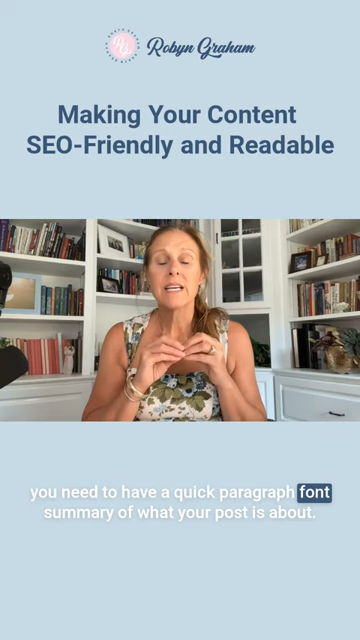 Robyn Graham
Making Your Content
SEO-Friendly and Readable
you need to have a quick paragraph font
summary of what your post is about.